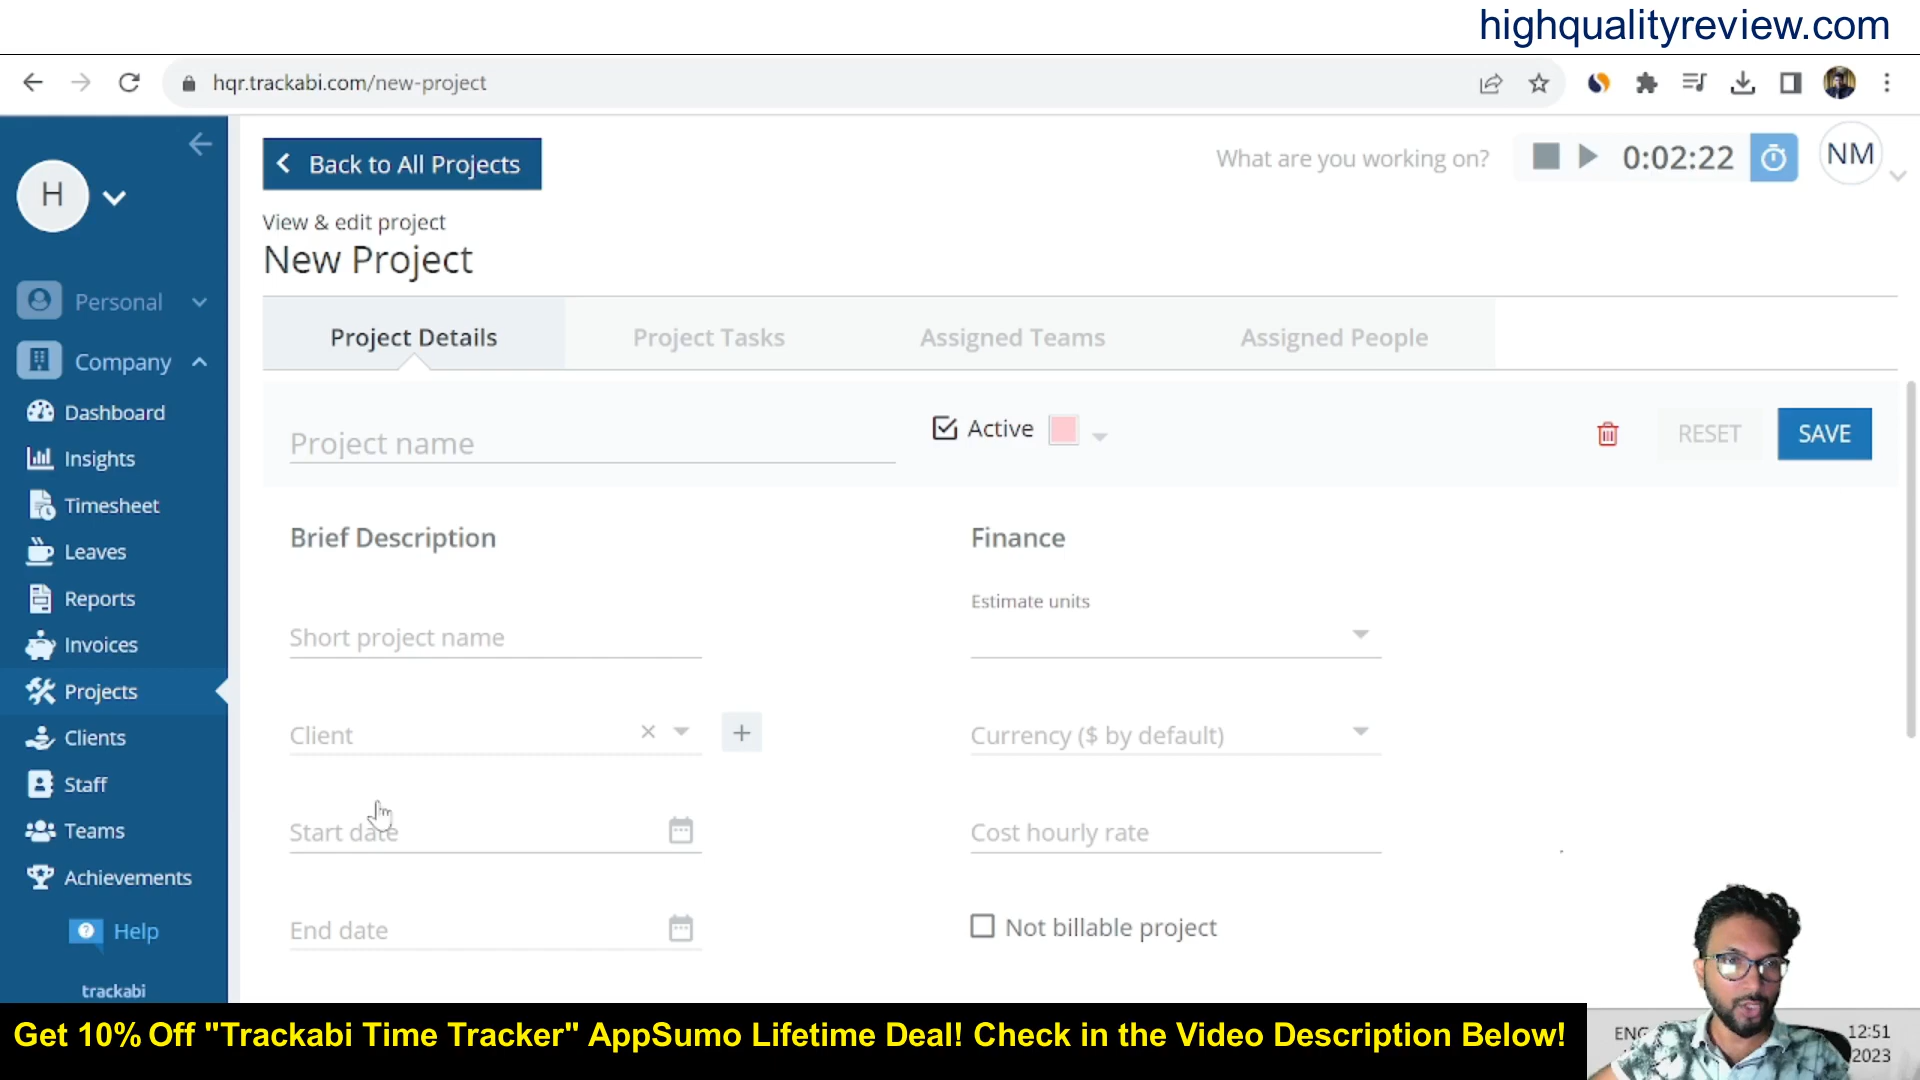 highqualityreview.com
hqr.trackabi.com/new-project
Back to All Projects
What are you working on?
0:02:22
NM
H
View & edit project
New Project
Personal
Company
Dashboard
Insights
Timesheet
Leaves
Reports
Invoices
Projects
Clients
Staff
Teams
Achievements
Help
trackabi
Project Details
Project Tasks
Assigned Teams
Assigned People
Project name
Active
RESET
SAVE
Brief Description
Short project name
Client
Start date
End date
Finance
Estimate units
Currency ($ by default)
Cost hourly rate
Not billable project
Get 10% Off "Trackabi Time Tracker" AppSumo Lifetime Deal! Check in the Video Description Below!
ENG
12:51
2023